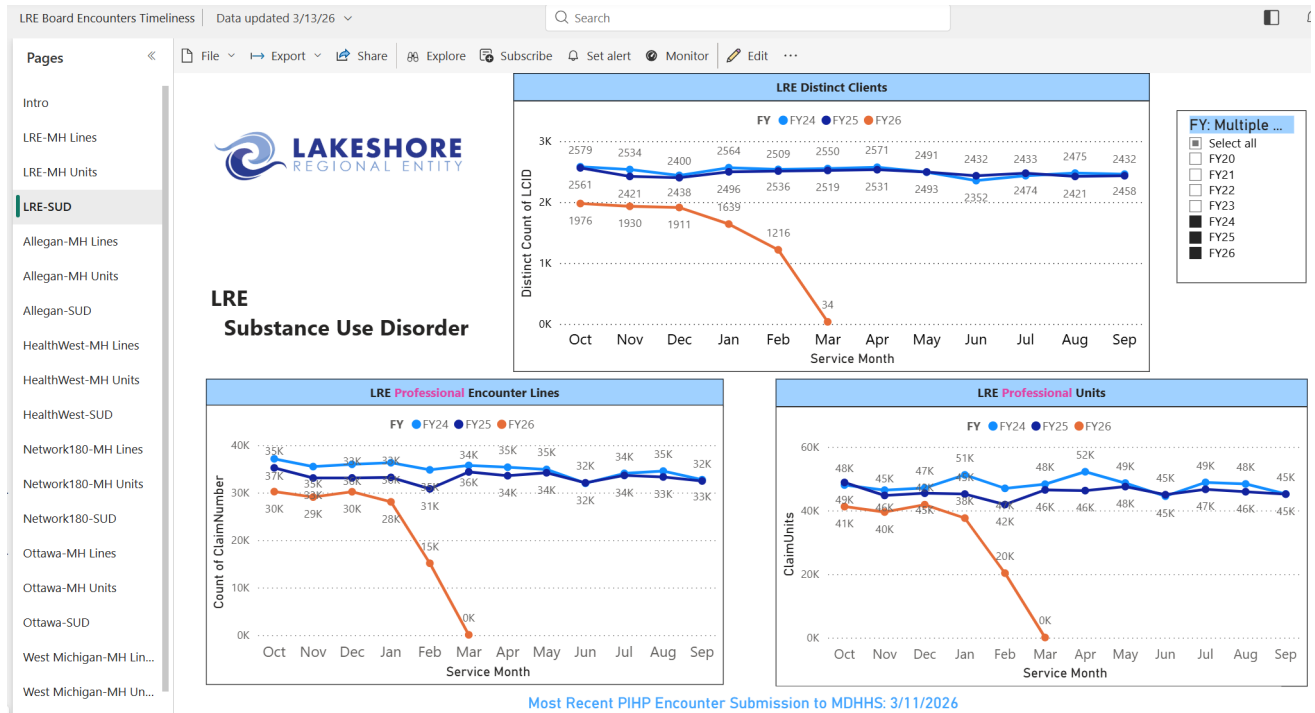 LRE Board Encounters Timeliness
Data updated 3/13/26
Search
Pages
File
Export
Share
Explore
Subscribe
Set alert
Monitor
Edit
Intro
LRE-MH Lines
LRE-MH Units
LRE-SUD
Allegan-MH Lines
Allegan-MH Units
Allegan-SUD
HealthWest-MH Lines
HealthWest-MH Units
HealthWest-SUD
Network180-MH Lines
Network180-MH Units
Network180-SUD
Ottawa-MH Lines
Ottawa-MH Units
Ottawa-SUD
West Michigan-MH Lin...
West Michigan-MH Un...
LAKESHORE
REGIONAL ENTITY
LRE
Substance Use Disorder
LRE Distinct Clients
FY FY24 FY25 FY26
Distinct Count of LCID
3K
2K
1K
0K
2579 2534 2400 2564 2509 2550 2571 2491 2432 2433 2475 2432
2561 2421 2438 2496 2536 2519 2531 2493 2352 2474 2421 2458
1976 1930 1911 1639 1216 34
Oct Nov Dec Jan Feb Mar Apr May Jun Jul Aug Sep
Service Month
FY: Multiple ...
Select all
FY20
FY21
FY22
FY23
FY24
FY25
FY26
LRE Professional Encounter Lines
FY FY24 FY25 FY26
Count of ClaimNumber
40K
30K
20K
10K
0K
35K 34K 35K 35K 32K 34K 35K 32K
37K 31K 36K 34K 34K 32K 34K 33K 33K
30K 29K 30K 28K 15K 0K
Oct Nov Dec Jan Feb Mar Apr May Jun Jul Aug Sep
Service Month
LRE Professional Units
FY FY24 FY25 FY26
ClaimUnits
60K
40K
20K
0K
48K 45K 47K 51K 48K 52K 49K 45K 49K 48K 45K
49K 46K 45K 42K 46K 46K 48K 45K 47K 46K 45K
41K 40K 38K 20K 0K
Oct Nov Dec Jan Feb Mar Apr May Jun Jul Aug Sep
Service Month
Most Recent PIHP Encounter Submission to MDHHS: 3/11/2026